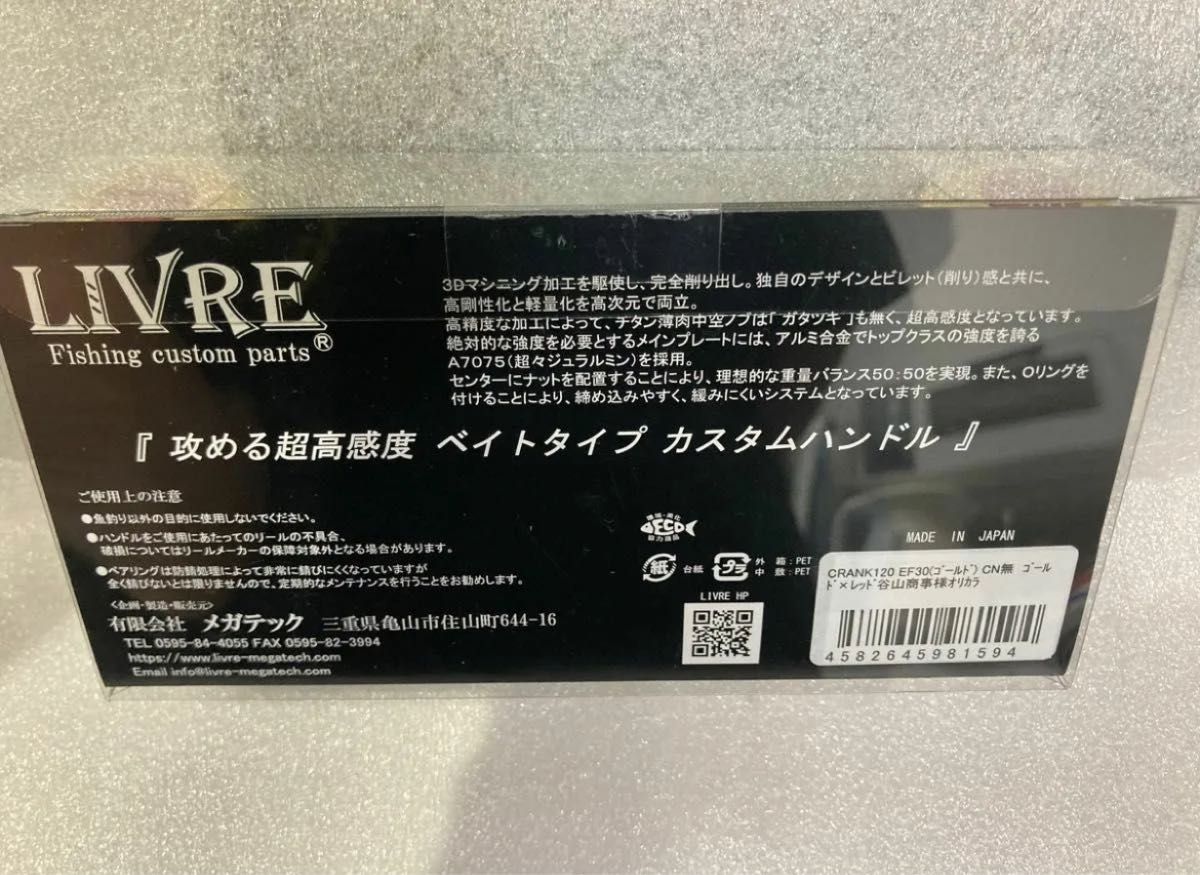 LIVRE
Fishing custom parts®
3Dマシニング加工を駆使し、完全削り出し。独自のデザインとビレット(削り)感と共に、
高剛性化と軽量化を高次元で両立。
高精度な加工によって、チタン薄肉中空ノブは「ガタツキ」も無く、超高感度となっています。
絶対的な強度を必要とするメインプレートには、アルミ合金でトップクラスの強度を誇る
A7075(超々ジュラルミン)を採用。
センターにナットを配置することにより、理想的な重量バランス50:50を実現。また、Oリングを
付けることにより、締め込みやすく、緩みにくいシステムとなっています。
『 攻める超高感度 ベイトタイプ カスタムハンドル 』
ご使用上の注意
●魚釣り以外の目的に使用しないでください。
●ハンドルをご使用にあたってのリールの不具合、
破損についてはリールメーカーの保障対象外となる場合があります。
●ベアリングは防錆処理によって非常に錆びにくくなっていますが
全く錆びないとは限りませんので、定期的なメンテナンスを行うことをお勧めします。
<企画・製造・販売元>
有限会社 メガテック 三重県亀山市住山町644-16
TEL 0595-84-4055 FAX 0595-82-3994
https://www.livre-megatech.com
Email info@livre-megatech.com
環境・美化
ECO
協力商品
紙 台紙
プラ 外 箱:PET
中 敷:PET
LIVRE HP
MADE IN JAPAN
CRANK120 EF30(ゴールド) CN無 ゴール
ド×レッド谷山商事様オリカラ
4582645981594